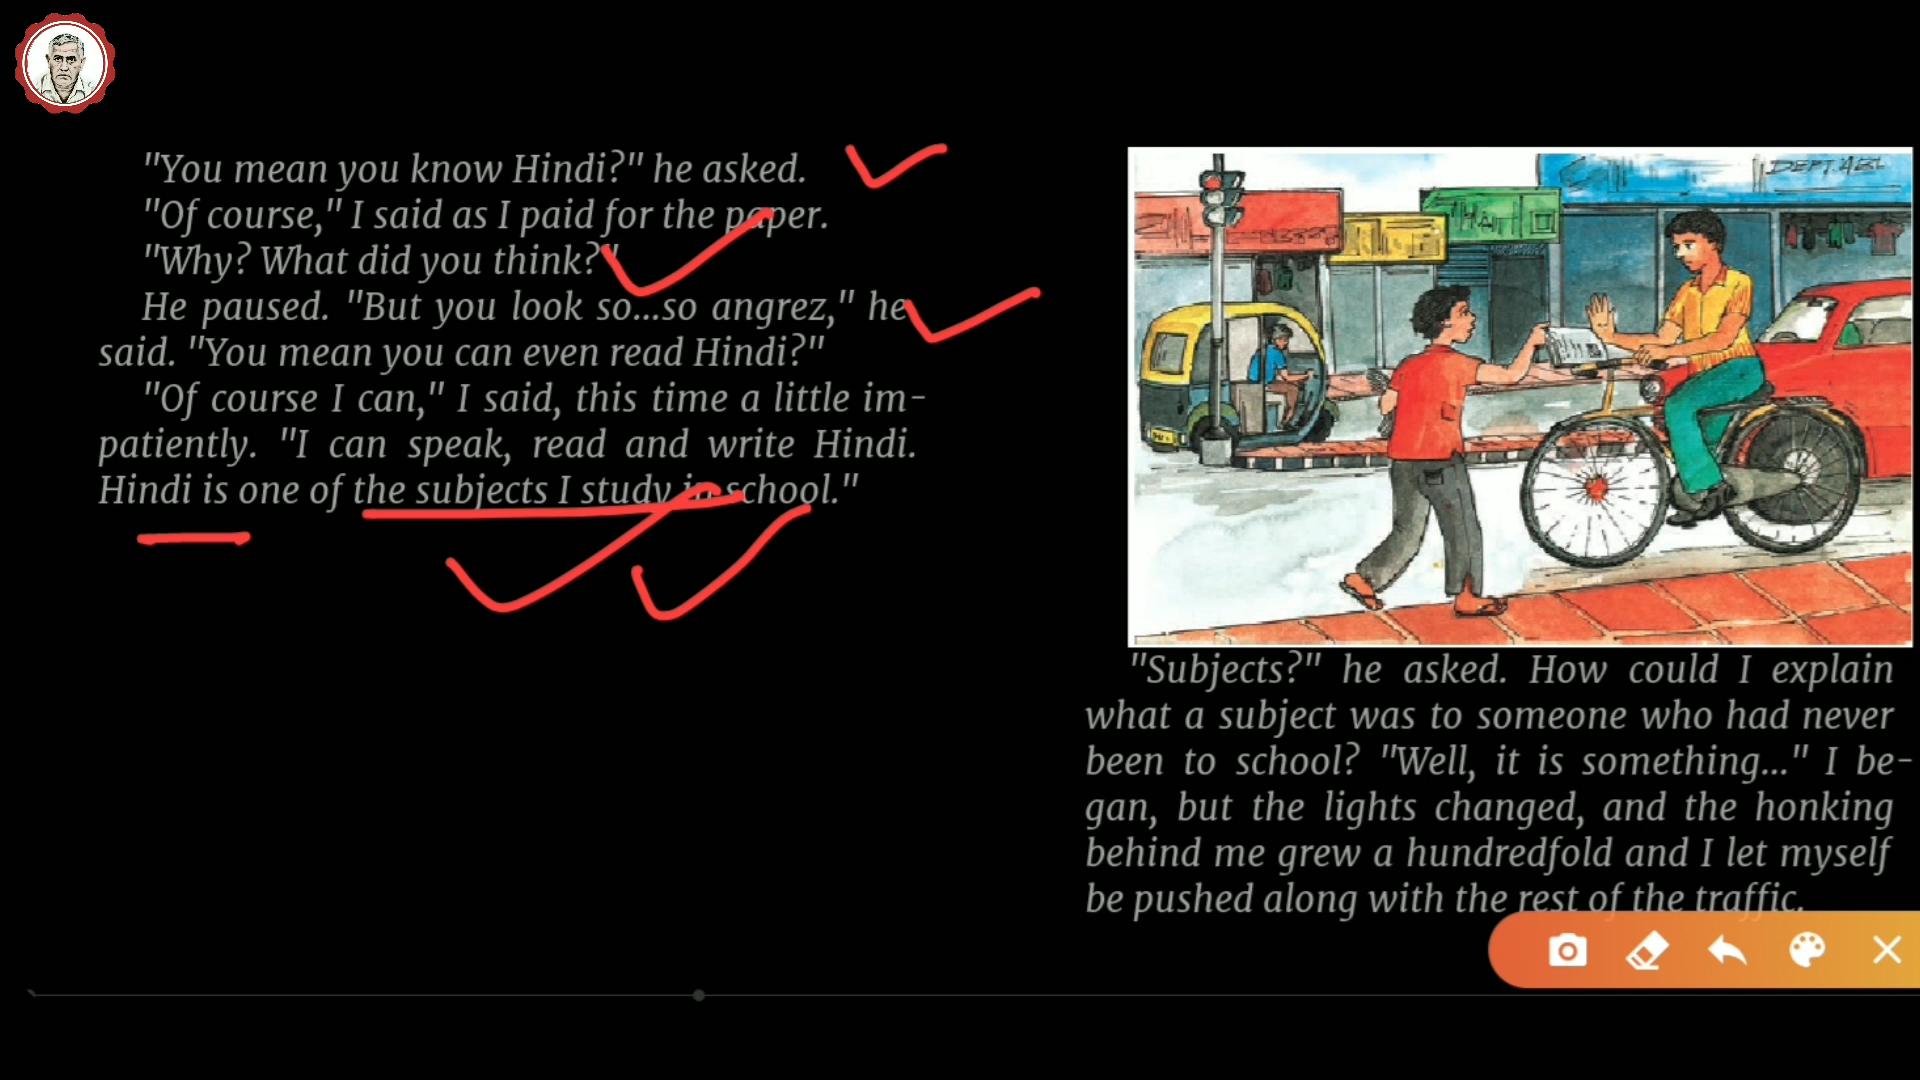 "You mean you know Hindi?" he asked.
"Of course," I said as I paid for the paper.
"Why? What did you think?"
He paused. "But you look so...so angrez," he
said. "You mean you can even read Hindi?"
"Of course I can," I said, this time a little im-
patiently. "I can speak, read and write Hindi.
Hindi is one of the subjects I study in school."
DEPT. ABL
"Subjects?" he asked. How could I explain
what a subject was to someone who had never
been to school? "Well, it is something..." I be-
gan, but the lights changed, and the honking
behind me grew a hundredfold and I let myself
be pushed along with the rest of the traffic.